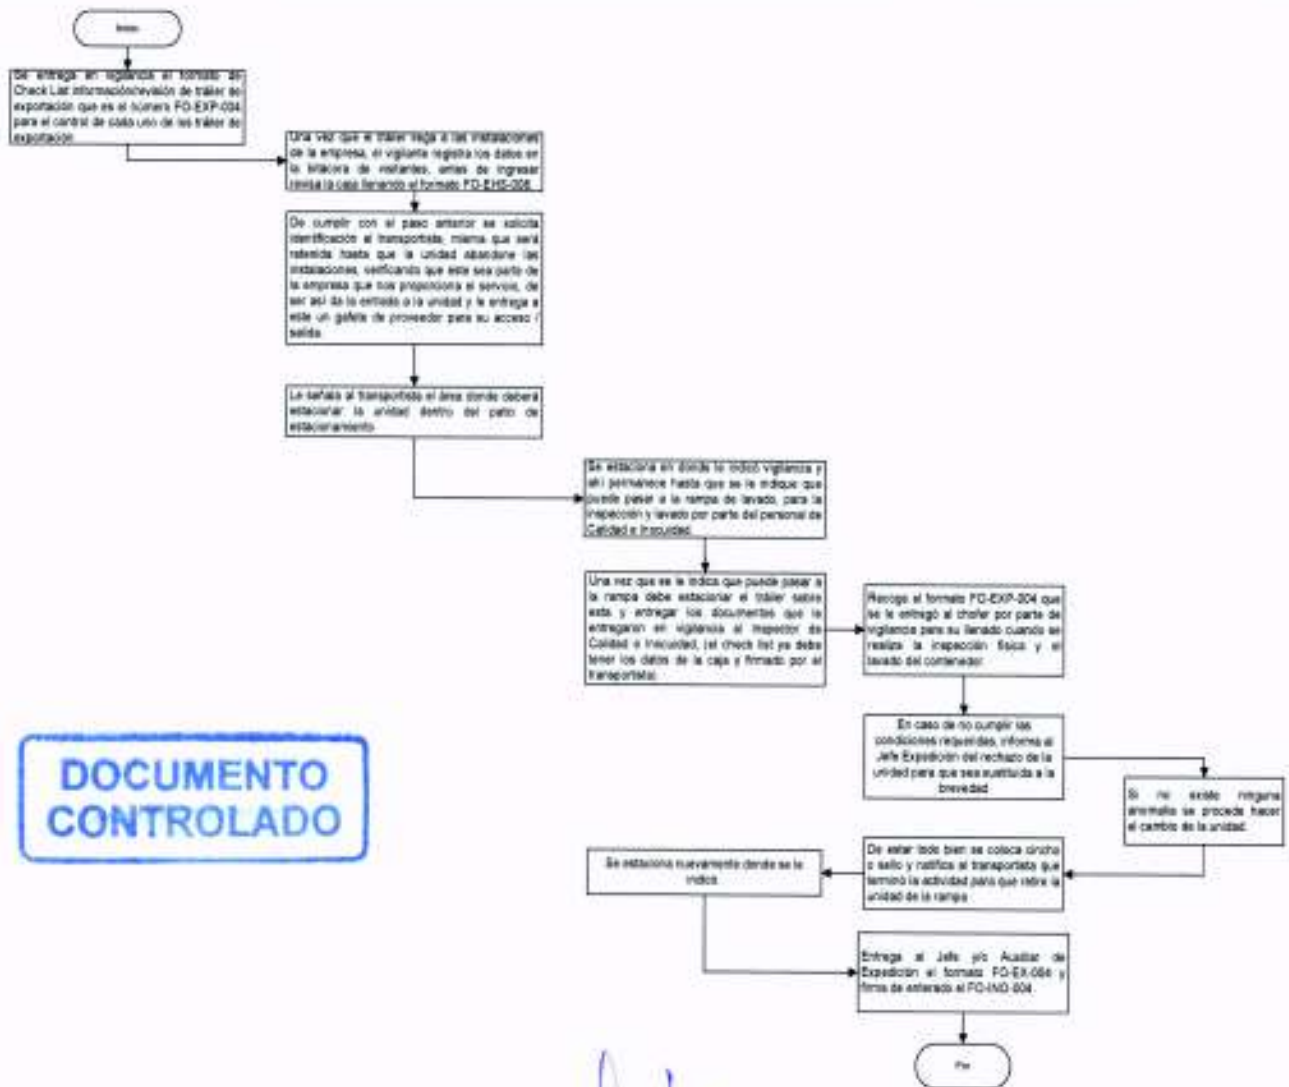 Inicio
Se entrega en vigilancia el formato de
Check List información/revisión de tráiler de
exportación que es el número FO-EXP-004
para el control de cada uno de los tráiler de
exportación
Una vez que el tráiler llega a las instalaciones
de la empresa, el vigilante registra los datos en
la bitácora de visitantes, antes de ingresar
revisa la caja llenando el formato FO-EHS-008.
De cumplir con el paso anterior se solicita
identificación al transportista, misma que será
retenida hasta que la unidad abandone las
instalaciones, verificando que este sea parte de
la empresa que nos proporciona el servicio, de
ser así da la entrada a la unidad y le entrega a
este un gafete de proveedor para su acceso /
salida
Le señala al transportista el área donde deberá
estacionar la unidad dentro del patio de
estacionamiento
Se estaciona en donde le indicó vigilancia y
ahí permanece hasta que se le indique que
puede pasar a la rampa de lavado, para la
inspección y lavado por parte del personal de
Calidad e Inocuidad
Una vez que se le indica que puede pasar a
la rampa debe estacionar el tráiler sobre
esta y entregar los documentos que le
entregaron en vigilancia al Inspector de
Calidad e Inocuidad, (el check list ya debe
tener los datos de la caja y firmado por el
transportista)
Recoge el formato FO-EXP-004 que
se le entregó al chofer por parte de
vigilancia para su llenado cuando se
realiza la inspección física y el
lavado del contenedor
En caso de no cumplir las
condiciones requeridas, informa al
Jefe Expedición del rechazo de la
unidad para que sea sustituida a la
brevedad
Si no existe ninguna
anomalía se procede hacer
el cambio de la unidad.
De estar todo bien se coloca cincho
o sello y notifica al transportista que
terminó la actividad para que retire la
unidad de la rampa
Se estaciona nuevamente donde se le
indicó
Entrega al Jefe y/o Auxiliar de
Expedición el formato FO-EX-004 y
firma de enterado el FO-INO-004
Fin
DOCUMENTO
CONTROLADO